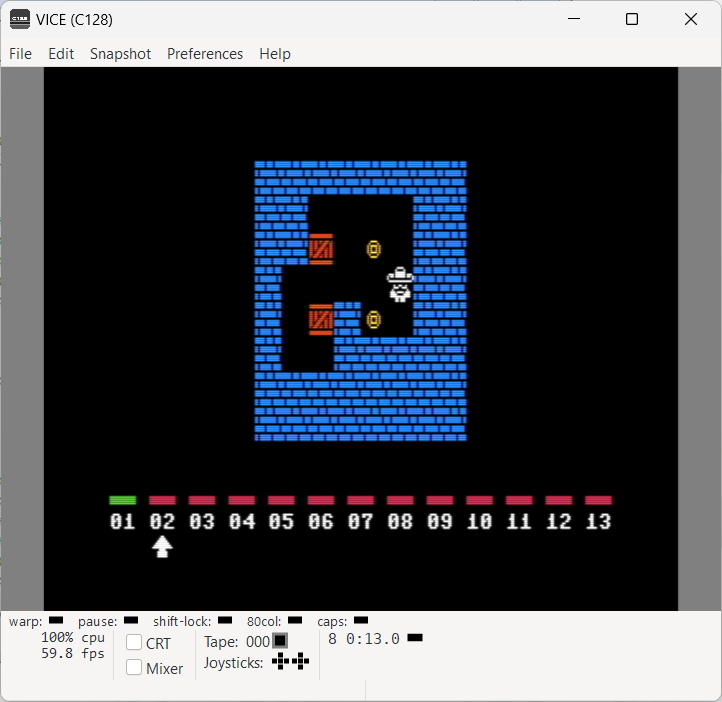 VICE (C128)
File Edit Snapshot Preferences Help
01 02 03 04 05 06 07 08 09 10 11 12 13
warp: pause: shift-lock: 80col: caps:
100% cpu
59.8 fps
CRT
Mixer
Tape: 000
Joysticks:
8 0:13.0